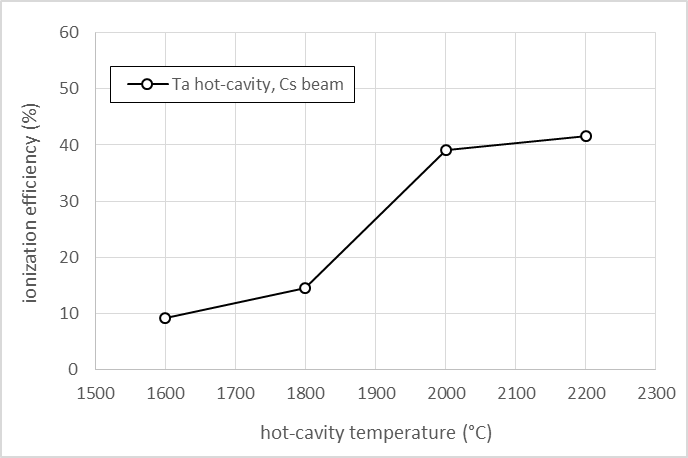 60
50
40
30
20
10
0
Ta hot-cavity, Cs beam
ionization efficiency (%)
1500 1600 1700 1800 1900 2000 2100 2200 2300
hot-cavity temperature (°C)